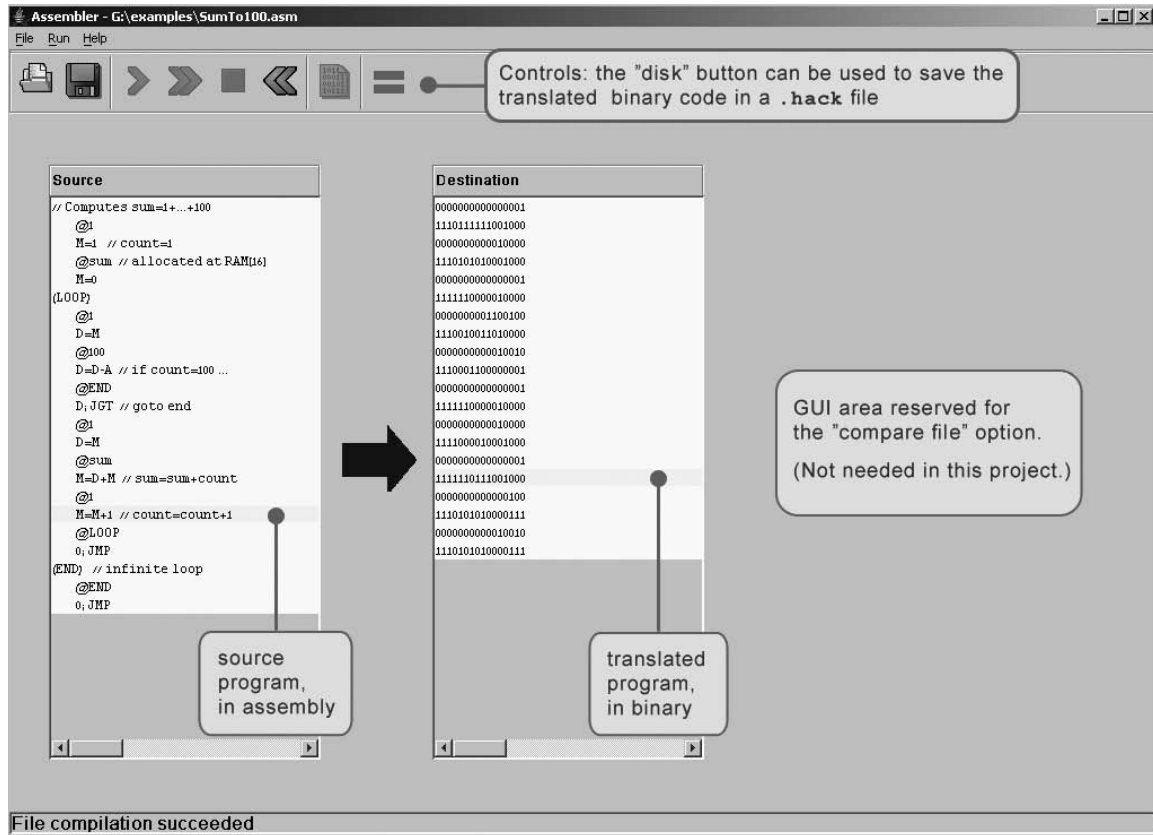 Assembler - G:\examples\SumTo100.asm
File Run Help
Controls: the "disk" button can be used to save the
translated binary code in a .hack file
Source
// Computes sum=1+...+100
@1
M=1 // count=1
@sum // allocated at RAM[16]
M=0
(LOOP)
@1
D=M
@100
D=D-A // if count=100 ...
@END
D;JGT // goto end
@1
D=M
@sum
M=D+M // sum=sum+count
@1
M=M+1 // count=count+1
@LOOP
0;JMP
(END) // infinite loop
@END
0;JMP
source
program,
in assembly
Destination
0000000000000001
1110111111001000
0000000000010000
1110101010001000
0000000000000001
1111110000010000
0000000001100100
1110010011010000
0000000000010010
1110001100000001
0000000000000001
1111110000010000
0000000000010000
1111000010001000
0000000000000001
1111110111001000
0000000000000100
1110101010000111
0000000000010010
1110101010000111
translated
program,
in binary
GUI area reserved for
the "compare file" option.
(Not needed in this project.)
File compilation succeeded